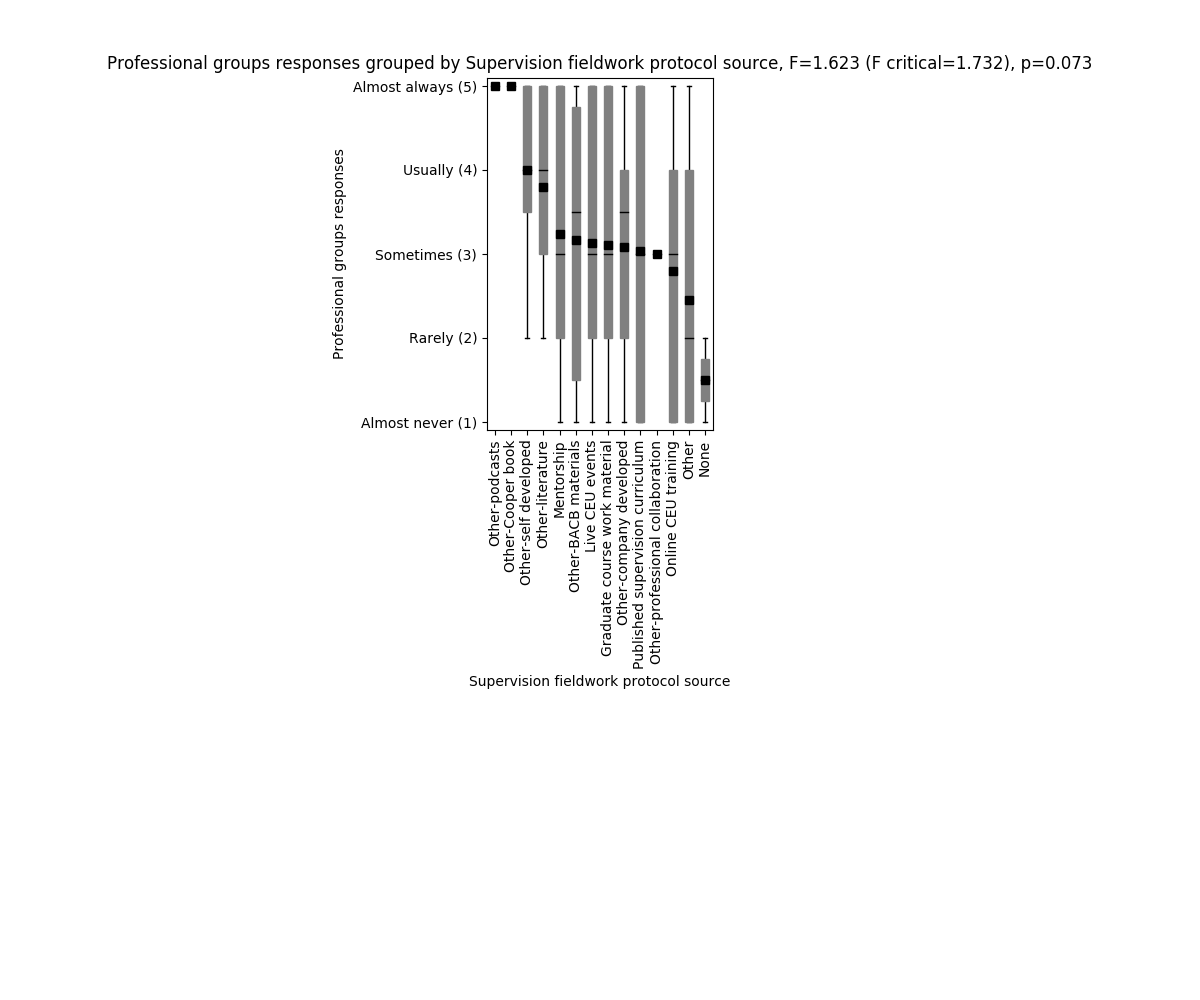 Professional groups responses grouped by Supervision fieldwork protocol source, F=1.623 (F critical=1.732), p=0.073
Professional groups responses
Almost always (5)
Usually (4)
Sometimes (3)
Rarely (2)
Almost never (1)
Other-podcasts
Other-Cooper book
Other-self developed
Other-literature
Mentorship
Other-BACB materials
Live CEU events
Graduate course work material
Other-company developed
Published supervision curriculum
Other-professional collaboration
Online CEU training
Other
None
Supervision fieldwork protocol source